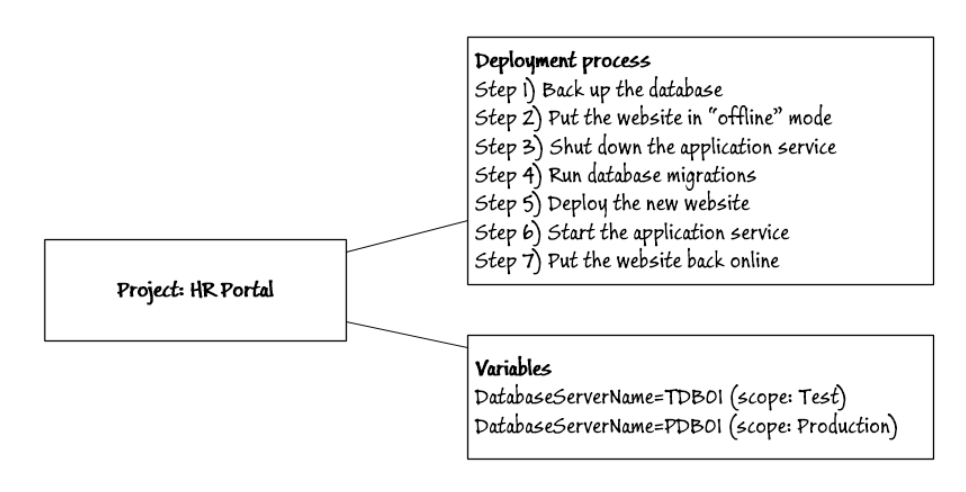 Project: HR Portal
Deployment process
Step 1) Back up the database
Step 2) Put the website in “offline” mode
Step 3) Shut down the application service
Step 4) Run database migrations
Step 5) Deploy the new website
Step 6) Start the application service
Step 7) Put the website back online
Variables
DatabaseServerName=TDB01 (scope: Test)
DatabaseServerName=PDB01 (scope: Production)